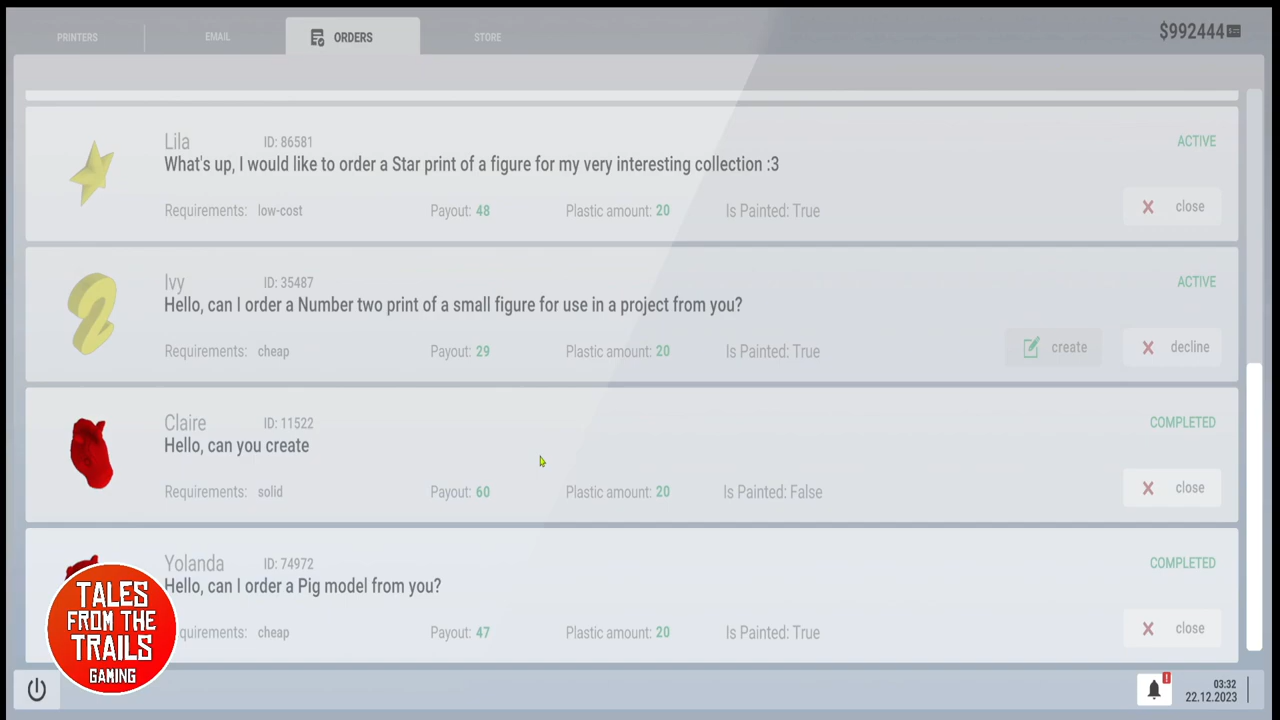 PRINTERS EMAIL ORDERS STORE $992444
Lila ID: 86581 ACTIVE
What's up, I would like to order a Star print of a figure for my very interesting collection :3
Requirements: low-cost Payout: 48 Plastic amount: 20 Is Painted: True close
Ivy ID: 35487 ACTIVE
Hello, can I order a Number two print of a small figure for use in a project from you?
Requirements: cheap Payout: 29 Plastic amount: 20 Is Painted: True create decline
Claire ID: 11522 COMPLETED
Hello, can you create
Requirements: solid Payout: 60 Plastic amount: 20 Is Painted: False close
Yolanda ID: 74972 COMPLETED
Hello, can I order a Pig model from you?
quirements: cheap Payout: 47 Plastic amount: 20 Is Painted: True close
TALES
FROM THE
TRAILS
GAMING
03:32
22.12.2023